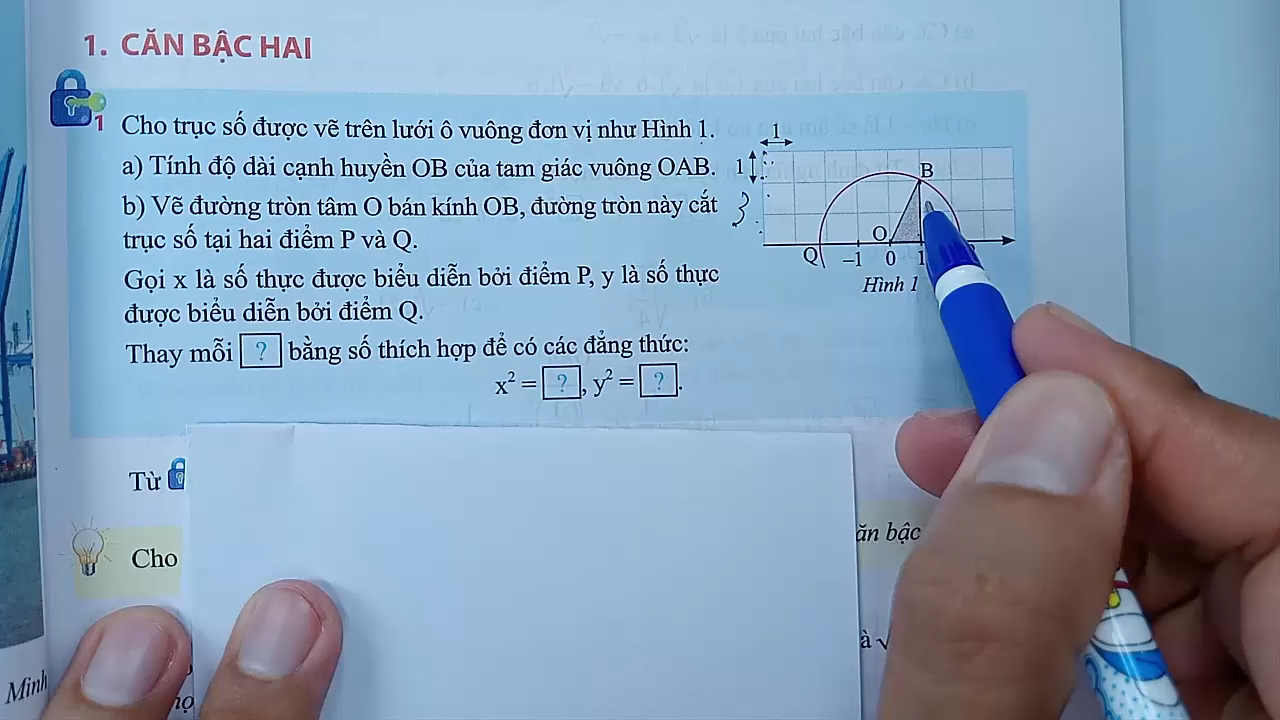 1. CĂN BẬC HAI
1 Cho trục số được vẽ trên lưới ô vuông đơn vị như Hình 1.
a) Tính độ dài cạnh huyền OB của tam giác vuông OAB.
b) Vẽ đường tròn tâm O bán kính OB, đường tròn này cắt
trục số tại hai điểm P và Q.
Gọi x là số thực được biểu diễn bởi điểm P, y là số thực
được biểu diễn bởi điểm Q.
Thay mỗi ? bằng số thích hợp để có các đẳng thức:
x² = ?, y² = ?.
1
1
B
O
Q -1 0 1
Hình 1
Từ
Cho
ăn bậc
à √
Minh